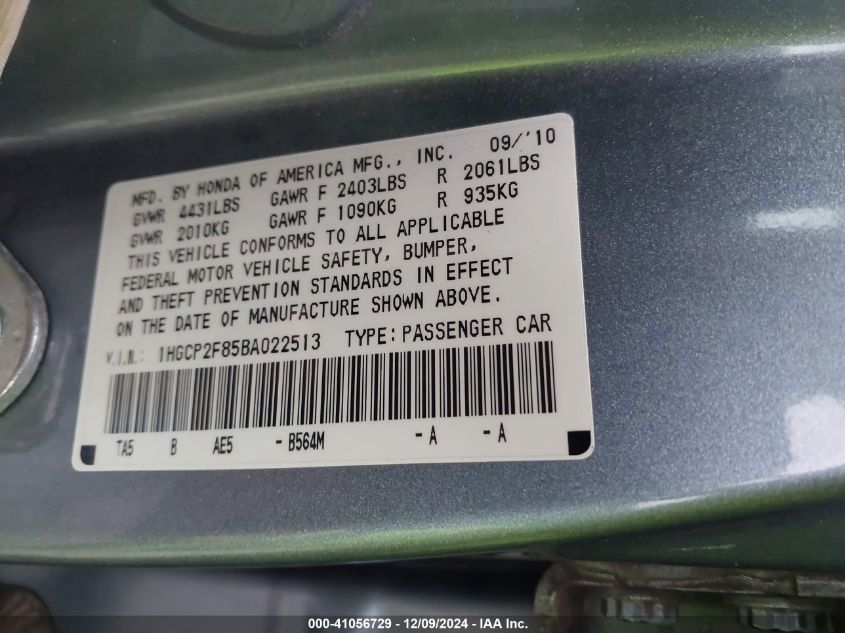 MFD. BY HONDA OF AMERICA MFG., INC. 09/'10
GVWR 4431LBS GAWR F 2403LBS R 2061LBS
GVWR 2010KG GAWR F 1090KG R 935KG
THIS VEHICLE CONFORMS TO ALL APPLICABLE
FEDERAL MOTOR VEHICLE SAFETY, BUMPER,
AND THEFT PREVENTION STANDARDS IN EFFECT
ON THE DATE OF MANUFACTURE SHOWN ABOVE.
V.I.N.: 1HGCP2F85BA022513 TYPE:PASSENGER CAR
TA5 B AE5 -B564M -A -A
000-41056729 - 12/09/2024 - IAA Inc.